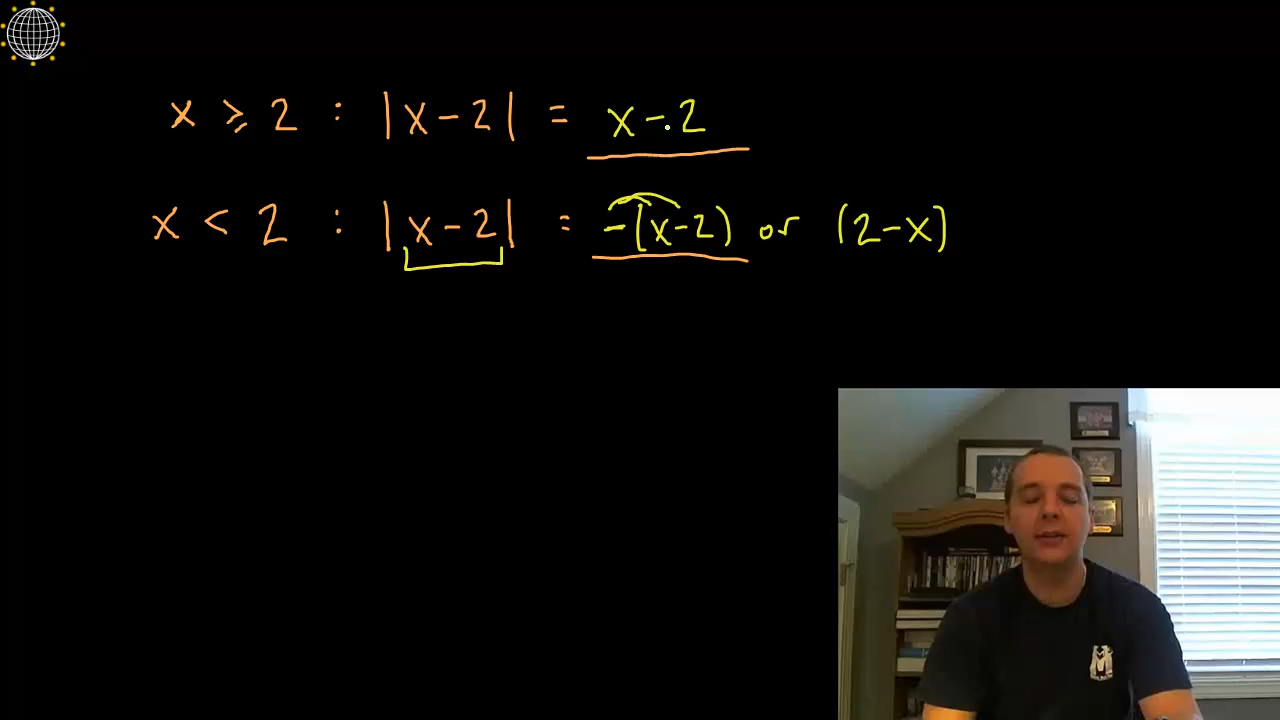 x ≥ 2 : |x-2| = x-2
x < 2 : |x-2| = -(x-2) or (2-x)